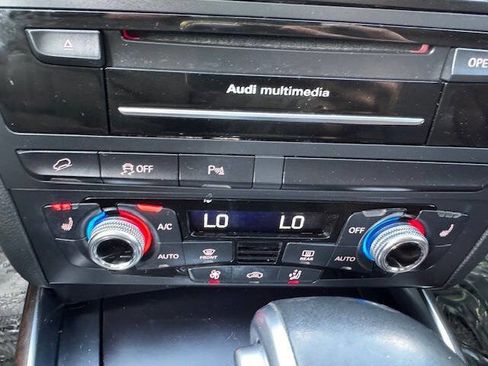 OPE
Audi multimedia
OFF
P
A/C
LO LO
OFF
AUTO
FRONT
REAR
AUTO